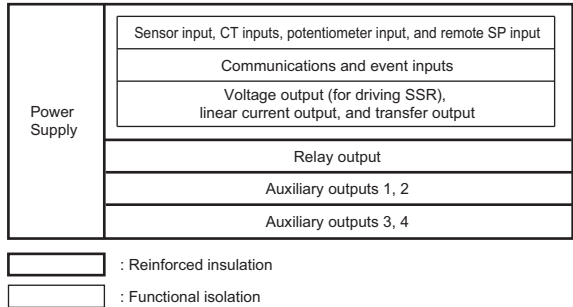 Power
Supply
Sensor input, CT inputs, potentiometer input, and remote SP input
Communications and event inputs
Voltage output (for driving SSR),
linear current output, and transfer output
Relay output
Auxiliary outputs 1, 2
Auxiliary outputs 3, 4
: Reinforced insulation
: Functional isolation